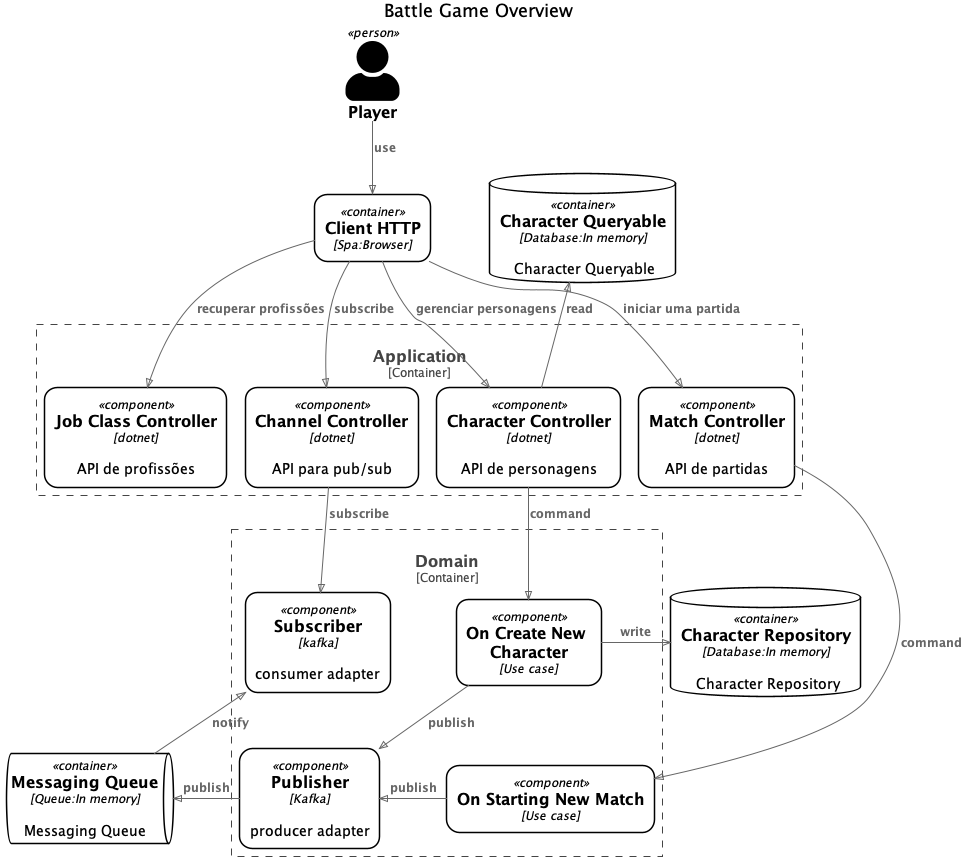 Battle Game Overview
«person»
Player
use
«container»
Client HTTP
[Spa:Browser]
«container»
Character Queryable
[Database:In memory]
Character Queryable
recuperar profissões
subscribe
gerenciar personagens
read
iniciar uma partida
Application
[Container]
«component»
Job Class Controller
[dotnet]
API de profissões
«component»
Channel Controller
[dotnet]
API para pub/sub
«component»
Character Controller
[dotnet]
API de personagens
«component»
Match Controller
[dotnet]
API de partidas
subscribe
command
Domain
[Container]
«component»
Subscriber
[kafka]
consumer adapter
«component»
On Create New
Character
[Use case]
write
«container»
Character Repository
[Database:In memory]
Character Repository
command
notify
publish
«container»
Messaging Queue
[Queue:In memory]
Messaging Queue
publish
«component»
Publisher
[Kafka]
producer adapter
publish
«component»
On Starting New Match
[Use case]